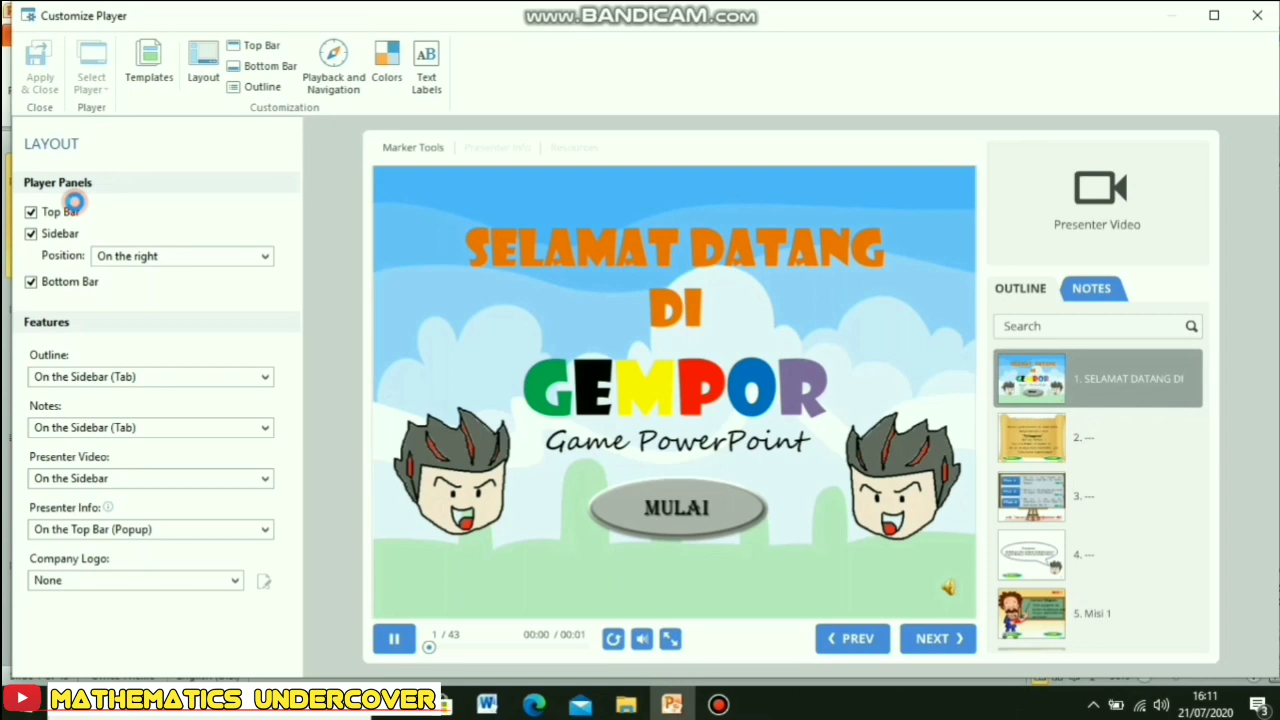 Customize Player
www.BANDICAM.com
Apply & Close
Select Player
Templates
Layout
Top Bar
Bottom Bar
Outline
Playback and Navigation
Colors
Text Labels
Close
Player
Customization
LAYOUT
Player Panels
Top Bar
Sidebar
Position:
On the right
Bottom Bar
Features
Outline:
On the Sidebar (Tab)
Notes:
On the Sidebar (Tab)
Presenter Video:
On the Sidebar
Presenter Info:
On the Top Bar (Popup)
Company Logo:
None
Marker Tools
Presenter Info
Resources
SELAMAT DATANG
DI
GEMPOR
Game PowerPoint
MULAI
1 / 43
00:00 / 00:01
PREV
NEXT
Presenter Video
OUTLINE
NOTES
Search
1. SELAMAT DATANG DI
2. ---
3. ---
4. ---
5. Misi 1
MATHEMATICS UNDERCOVER
16:11
21/07/2020
3